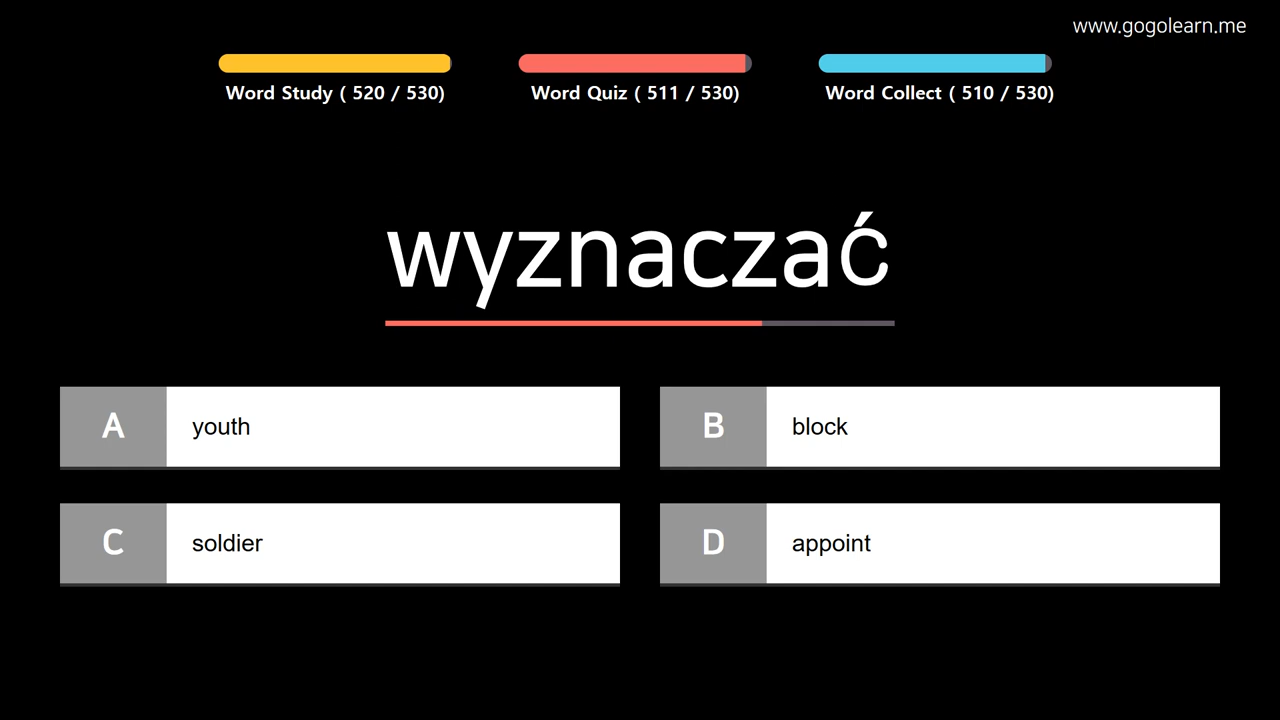 www.gogolearn.me
Word Study ( 520 / 530)
Word Quiz ( 511 / 530)
Word Collect ( 510 / 530)
wyznaczać
A youth
B block
C soldier
D appoint